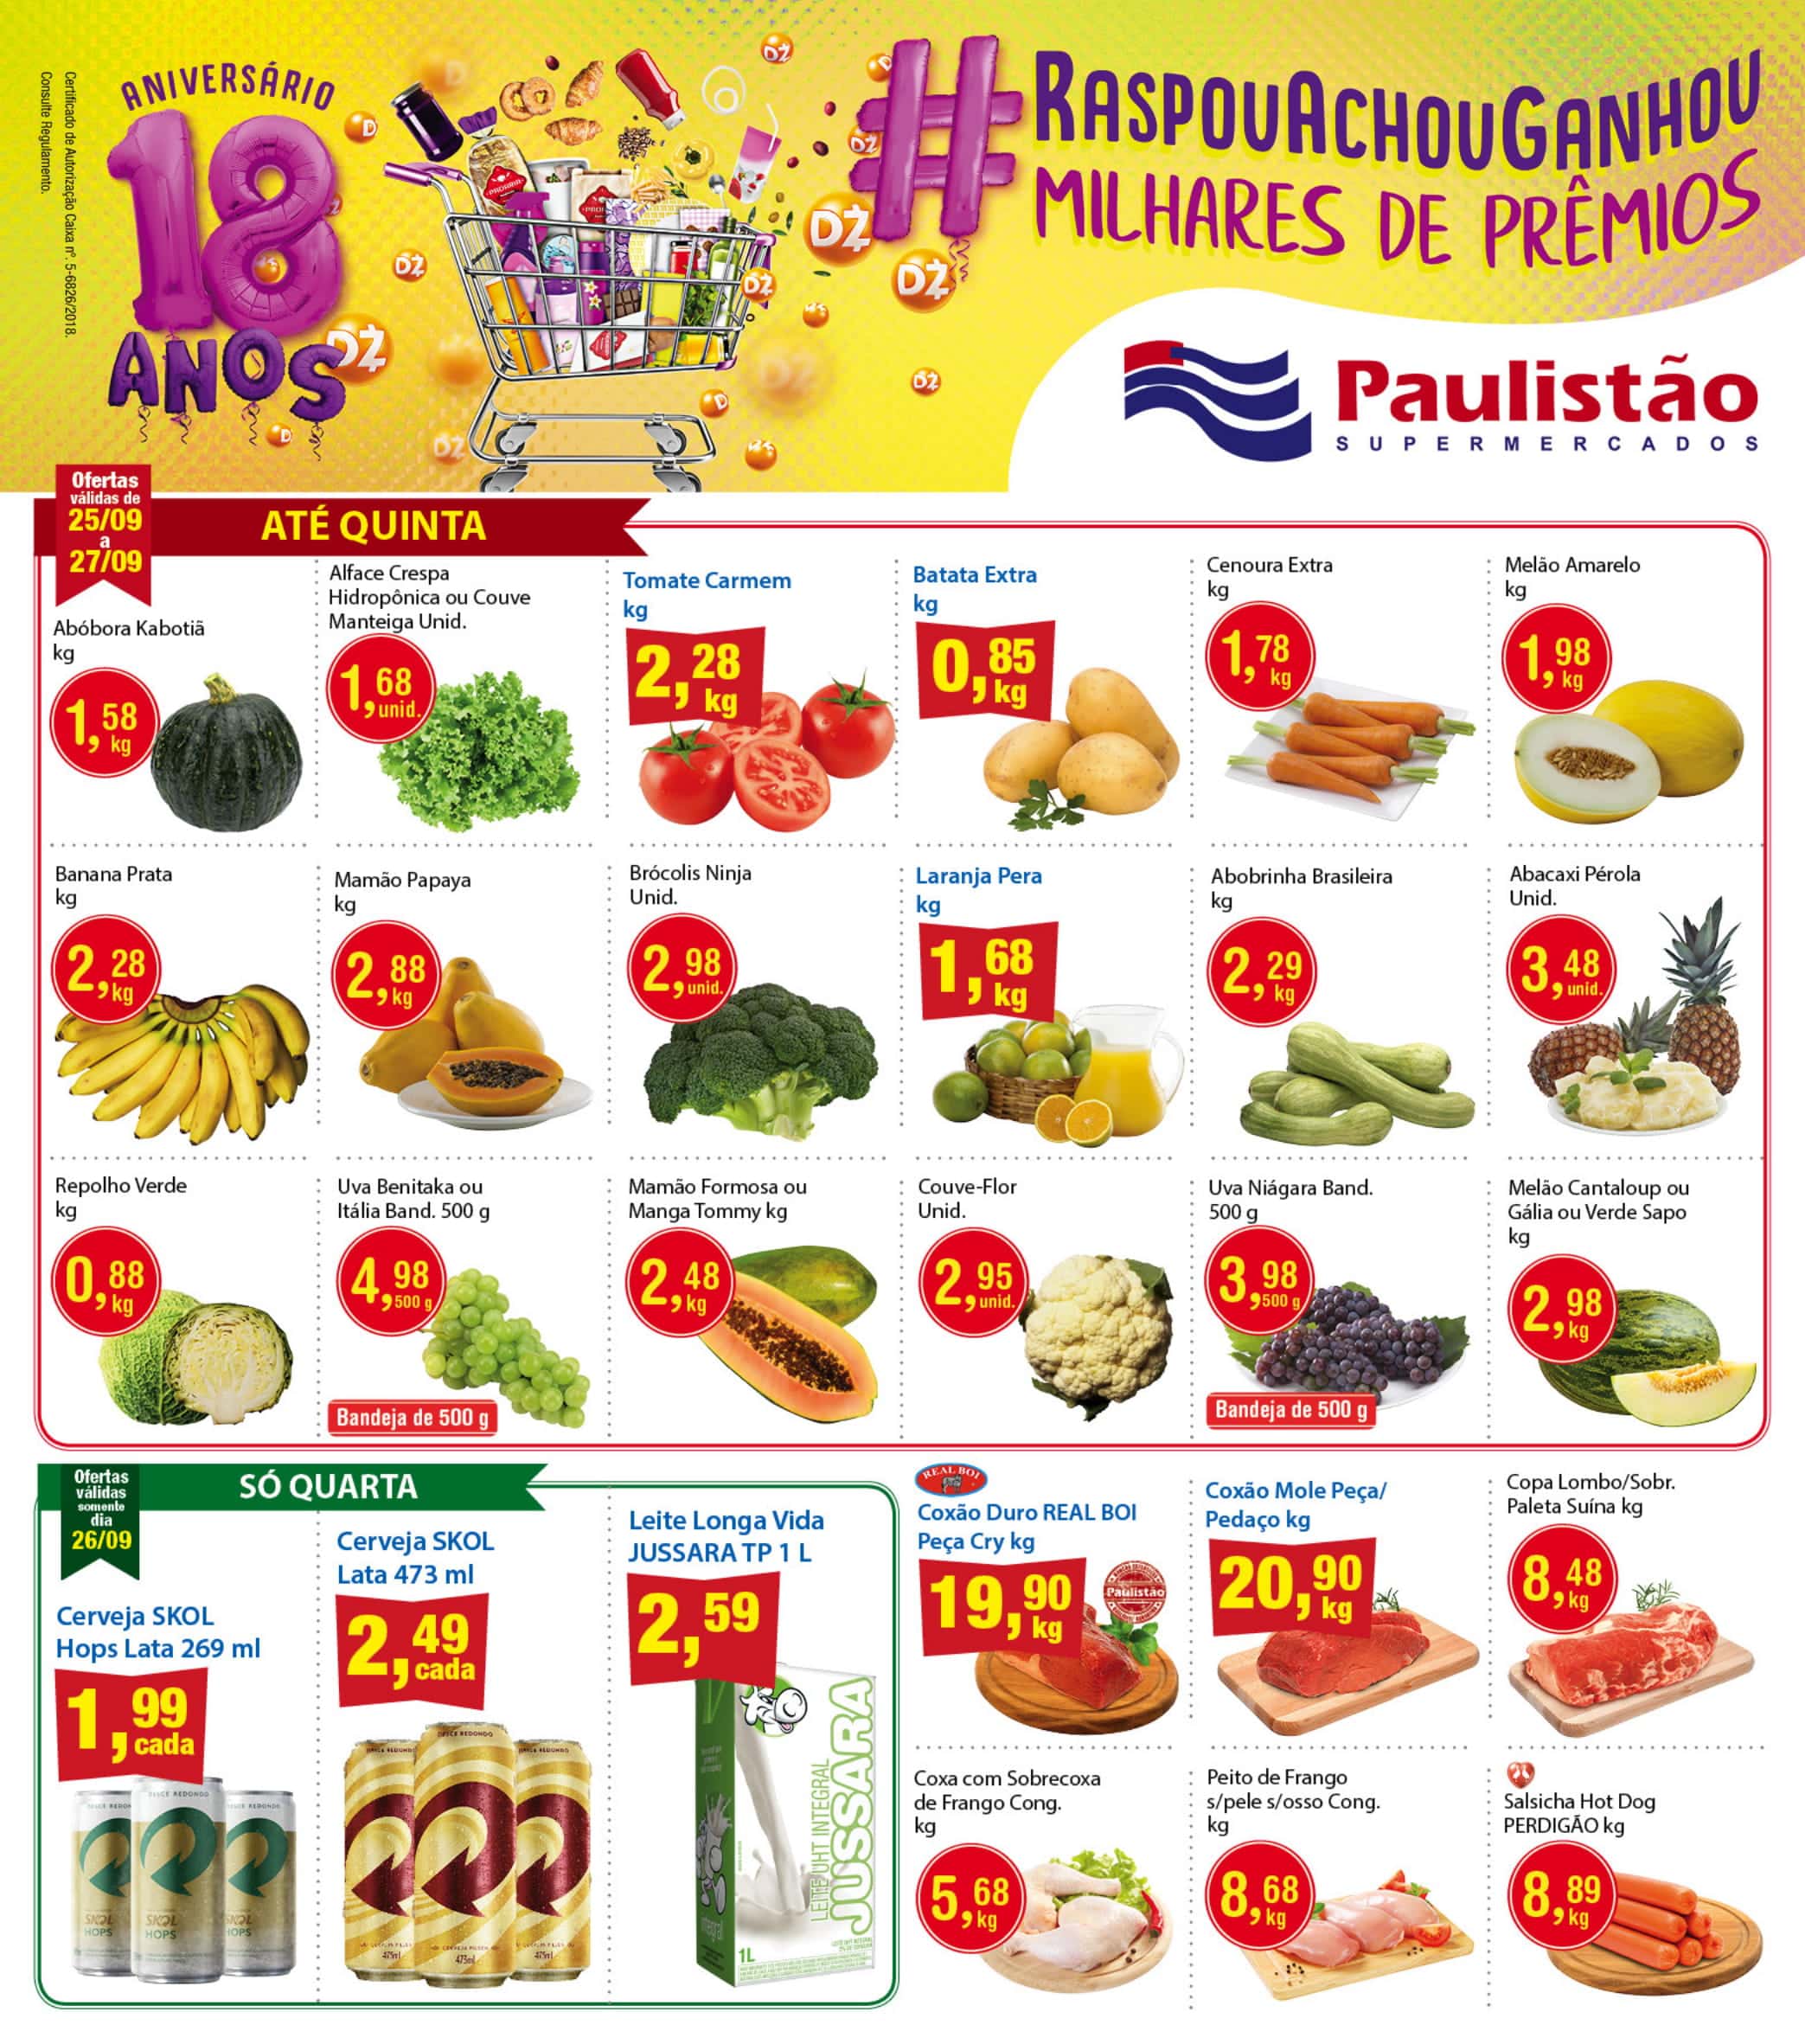 ANIVERSÁRIO
18
ANOS
Certificado de Autorização Caixa nº. 5-6826/2018.
Consulte Regulamento.
#RASPOUACHOUGANHOU
MILHARES DE PRÊMIOS
Paulistão
SUPERMERCADOS
Ofertas
válidas de
25/09
a
27/09
ATÉ QUINTA
Abóbora Kabotiã
kg
1,58
kg
Alface Crespa
Hidropônica ou Couve
Manteiga Unid.
1,68
unid.
Tomate Carmem
kg
2,28
kg
Batata Extra
kg
0,85
kg
Cenoura Extra
kg
1,78
kg
Melão Amarelo
kg
1,98
kg
Banana Prata
kg
2,28
kg
Mamão Papaya
kg
2,88
kg
Brócolis Ninja
Unid.
2,98
unid.
Laranja Pera
kg
1,68
kg
Abobrinha Brasileira
kg
2,29
kg
Abacaxi Pérola
Unid.
3,48
unid.
Repolho Verde
kg
0,88
kg
Uva Benitaka ou
Itália Band. 500 g
4,98
500 g
Bandeja de 500 g
Mamão Formosa ou
Manga Tommy kg
2,48
kg
Couve-Flor
Unid.
2,95
unid.
Uva Niágara Band.
500 g
3,98
500 g
Bandeja de 500 g
Melão Cantaloup ou
Gália ou Verde Sapo
kg
2,98
kg
Ofertas
válidas
somente
dia
26/09
SÓ QUARTA
Cerveja SKOL
Hops Lata 269 ml
1,99
cada
SKOL
HOPS
Cerveja SKOL
Lata 473 ml
2,49
cada
DESCE REDONDO
473ml
Leite Longa Vida
JUSSARA TP 1 L
2,59
LEITE UHT INTEGRAL
JUSSARA
integral
1L
REAL BOI
Coxão Duro REAL BOI
Peça Cry kg
19,90
kg
Paulistão
Coxão Mole Peça/
Pedaço kg
20,90
kg
Copa Lombo/Sobr.
Paleta Suína kg
8,48
kg
Coxa com Sobrecoxa
de Frango Cong.
kg
5,68
kg
Peito de Frango
s/pele s/osso Cong.
kg
8,68
kg
Salsicha Hot Dog
PERDIGÃO kg
8,89
kg